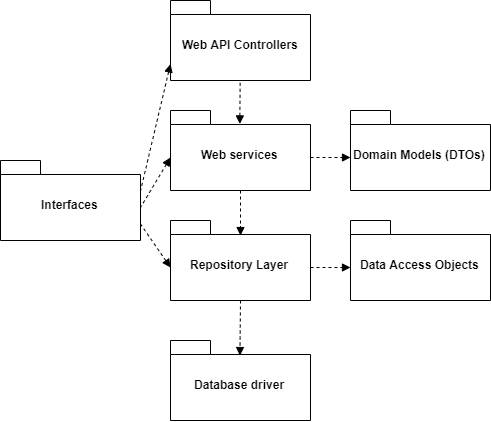 Web API Controllers
Web services
Domain Models (DTOs)
Interfaces
Repository Layer
Data Access Objects
Database driver